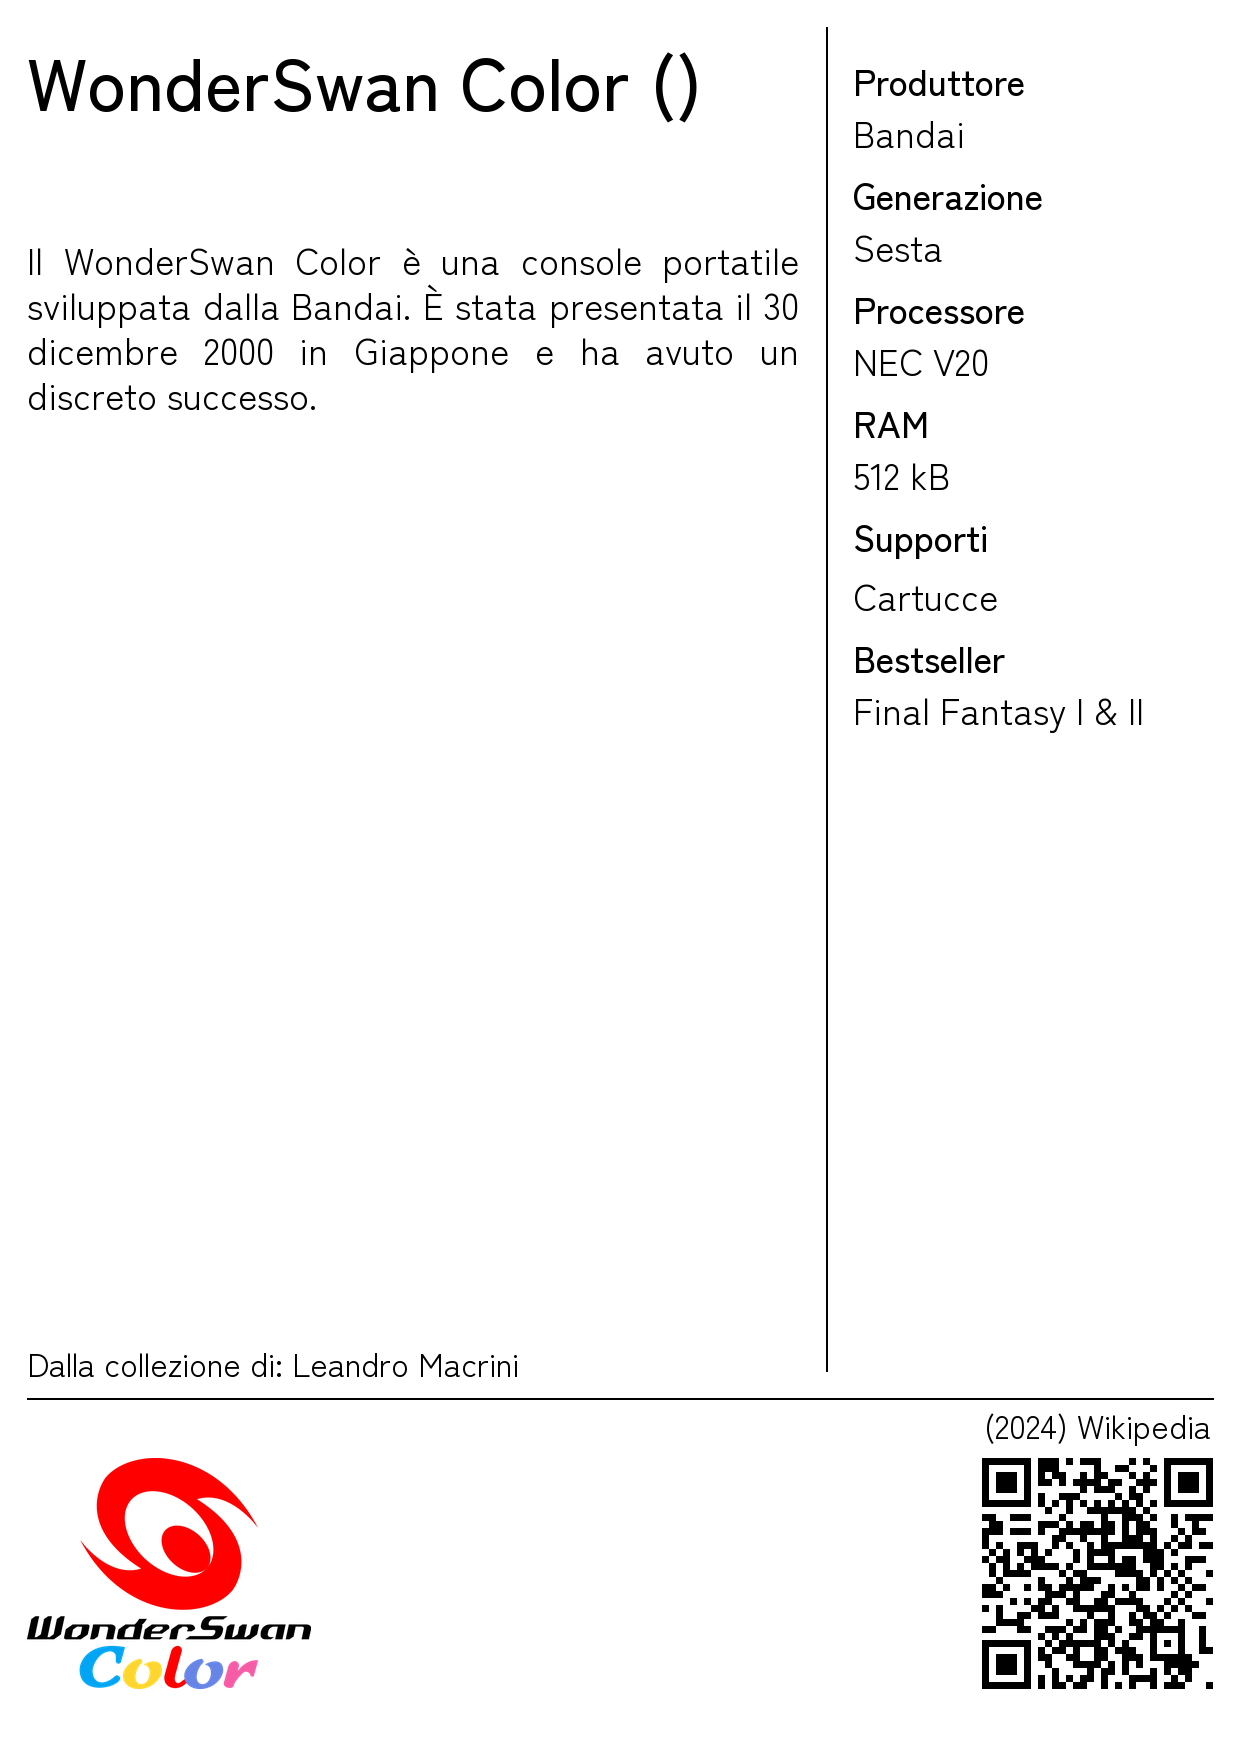 WonderSwan Color ()
Il WonderSwan Color è una console portatile
sviluppata dalla Bandai. È stata presentata il 30
dicembre 2000 in Giappone e ha avuto un
discreto successo.
Dalla collezione di: Leandro Macrini
Produttore
Bandai
Generazione
Sesta
Processore
NEC V20
RAM
512 kB
Supporti
Cartucce
Bestseller
Final Fantasy I & II
(2024) Wikipedia
WonderSwan
Color